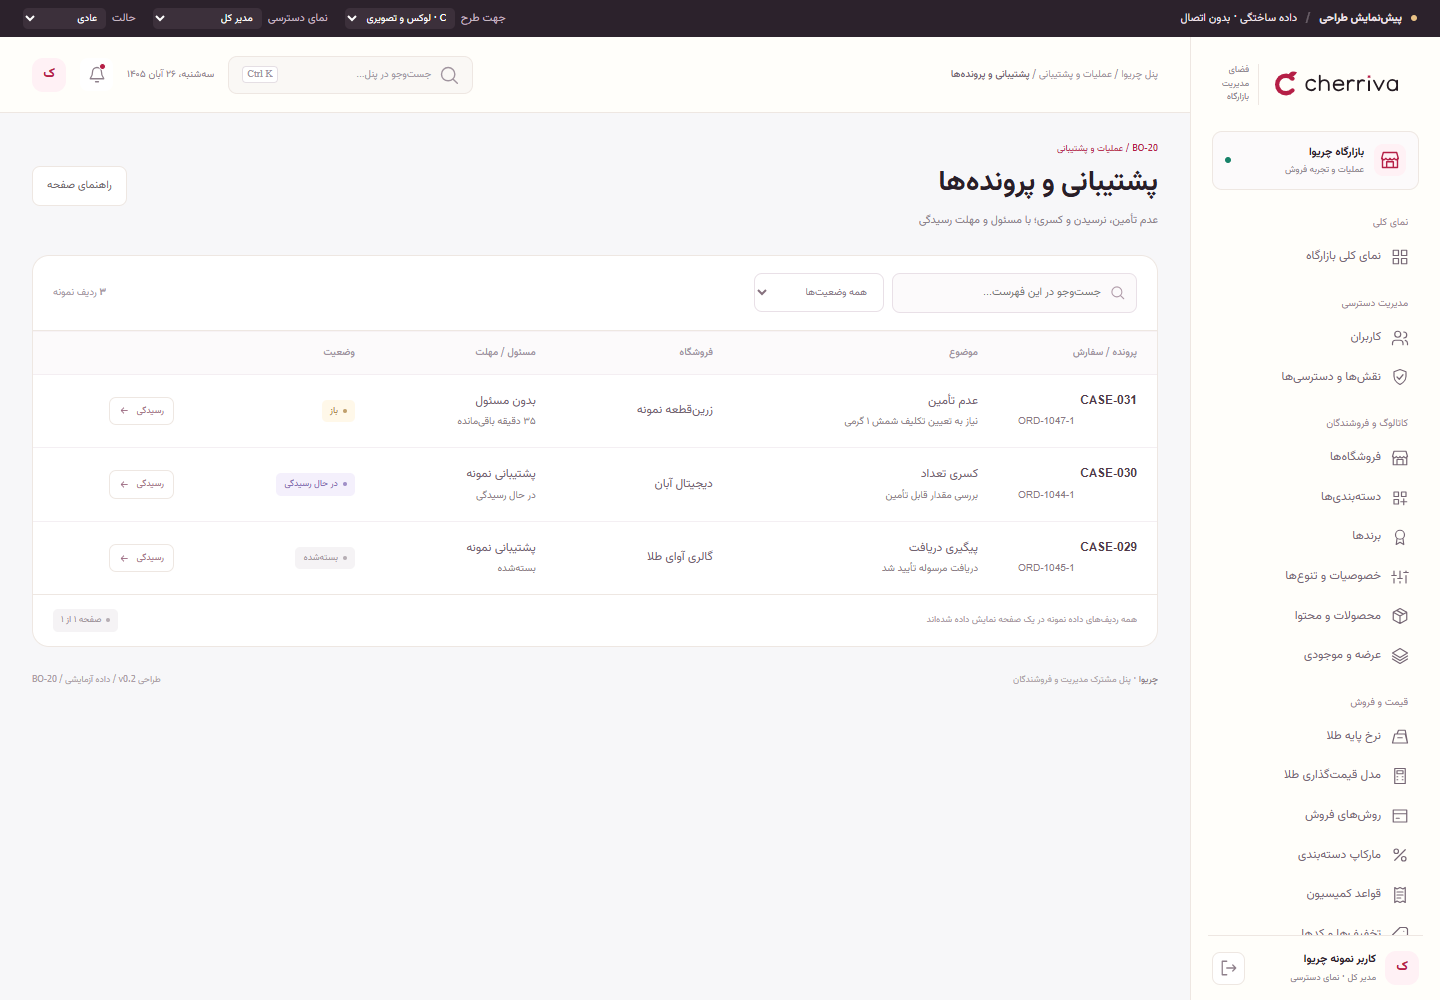 پیش‌نمایش طراحی / داده ساختگی · بدون اتصال
جهت طرح C · لوکس و تصویری
نمای دسترسی مدیر کل
حالت عادی
cherriva
فضای
مدیریت
بازارگاه
پنل چریوا / عملیات و پشتیبانی / پشتیبانی و پرونده‌ها
جست‌وجو در پنل... Ctrl K
سه‌شنبه، ۲۶ آبان ۱۴۰۵
ک
بازارگاه چریوا
عملیات و تجربه فروش
نمای کلی
نمای کلی بازارگاه
مدیریت دسترسی
کاربران
نقش‌ها و دسترسی‌ها
کاتالوگ و فروشندگان
فروشگاه‌ها
دسته‌بندی‌ها
برندها
خصوصیات و تنوع‌ها
محصولات و محتوا
عرضه و موجودی
قیمت و فروش
نرخ پایه طلا
مدل قیمت‌گذاری طلا
روش‌های فروش
مارکاپ دسته‌بندی
قواعد کمیسیون
تخفیف‌ها و کدها
ک
کاربر نمونه چریوا
مدیر کل · نمای دسترسی
BO-20 / عملیات و پشتیبانی
پشتیبانی و پرونده‌ها
عدم تأمین، نرسیدن و کسری؛ با مسئول و مهلت رسیدگی
راهنمای صفحه
جست‌وجو در این فهرست...
همه وضعیت‌ها
۳ ردیف نمونه
پرونده / سفارش موضوع فروشگاه مسئول / مهلت وضعیت
CASE-031 عدم تأمین زرین‌قطعه نمونه بدون مسئول باز رسیدگی ←
ORD-1047-1 نیاز به تعیین تکلیف شمش ۱ گرمی ۳۵ دقیقه باقی‌مانده
CASE-030 کسری تعداد دیجیتال آبان پشتیبانی نمونه در حال رسیدگی رسیدگی ←
ORD-1044-1 بررسی مقدار قابل تأمین در حال رسیدگی
CASE-029 پیگیری دریافت گالری آوای طلا پشتیبانی نمونه بسته‌شده رسیدگی ←
ORD-1045-1 دریافت مرسوله تأیید شد بسته‌شده
همه ردیف‌های داده نمونه در یک صفحه نمایش داده شده‌اند
صفحه ۱ از ۱
چریوا · پنل مشترک مدیریت و فروشندگان
طراحی v0.2 / داده آزمایشی / BO-20